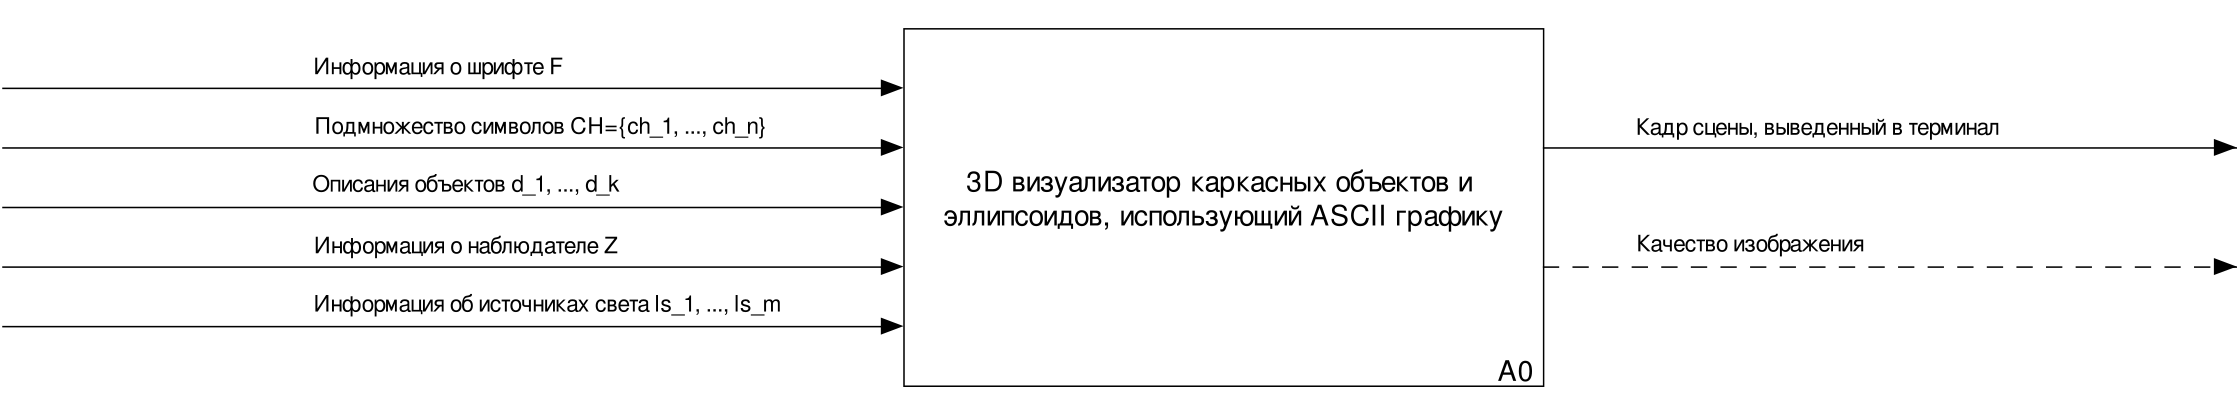 Информация о шрифте F
Подмножество символов CH={ch_1, ..., ch_n}
Описания объектов d_1, ..., d_k
Информация о наблюдателе Z
Информация об источниках света ls_1, ..., ls_m
3D визуализатор каркасных объектов и
эллипсоидов, использующий ASCII графику
A0
Кадр сцены, выведенный в терминал
Качество изображения